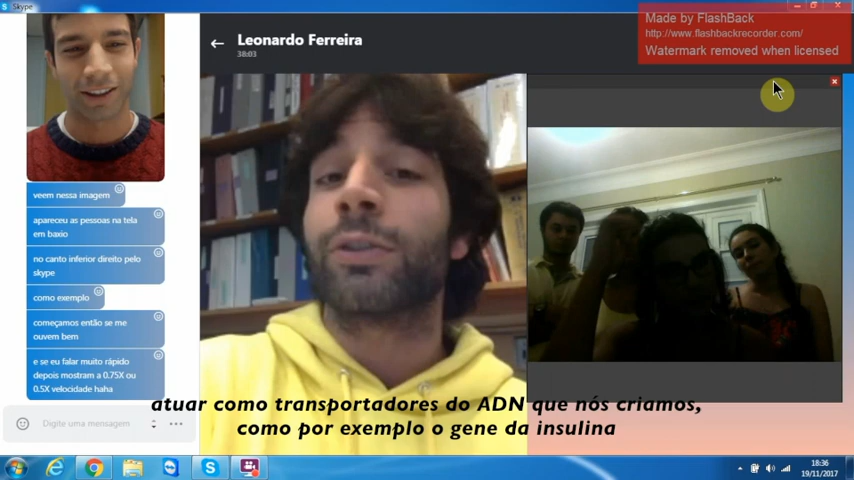 Skype
Made by FlashBack
http://www.flashbackrecorder.com/
Watermark removed when licensed
Leonardo Ferreira
38:03
veem nessa imagem
apareceu as pessoas na tela
em baxio
no canto inferior direito pelo
skype
como exemplo
começamos então se me
ouvem bem
e se eu falar muito rápido
depois mostram a 0.75X ou
0.5X velocidade haha
Digite uma mensagem
atuar como transportadores do ADN que nós criamos,
como por exemplo o gene da insulina
18:36
19/11/2017